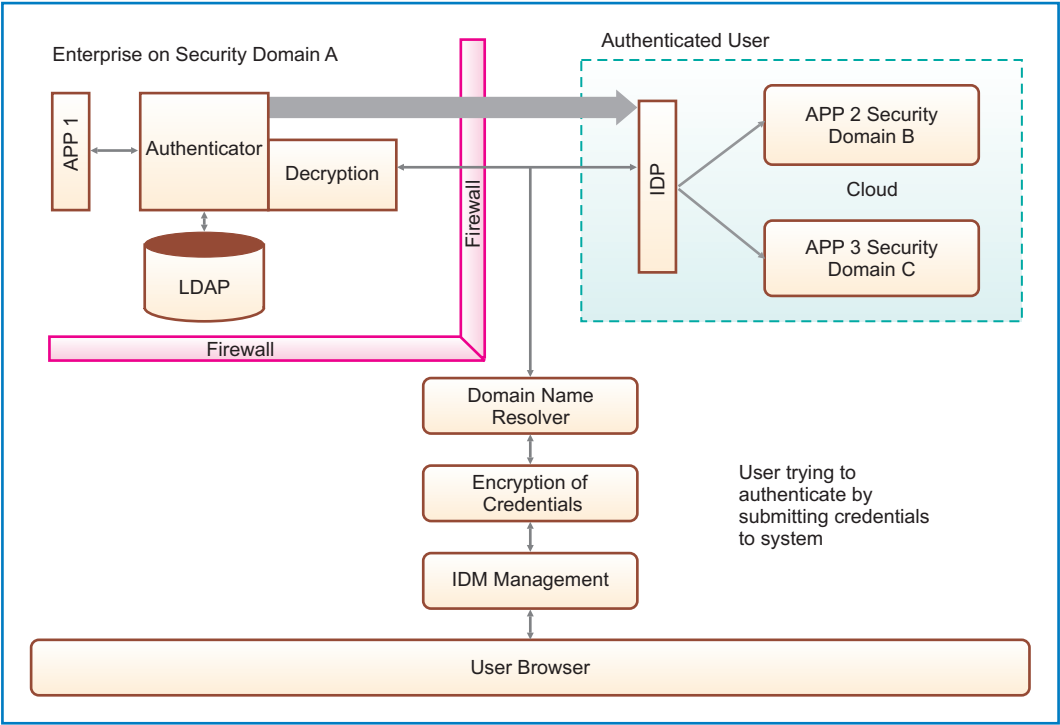 Enterprise on Security Domain A
Authenticated User
APP 1
Authenticator
Decryption
LDAP
Firewall
Firewall
IDP
APP 2 Security
Domain B
Cloud
APP 3 Security
Domain C
Domain Name
Resolver
Encryption of
Credentials
IDM Management
User trying to
authenticate by
submitting credentials
to system
User Browser